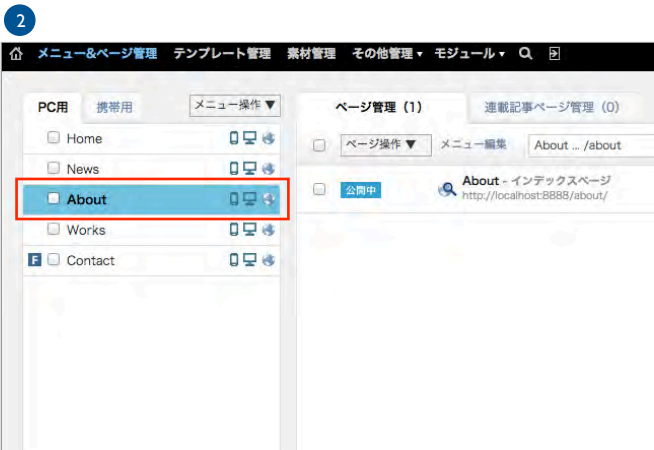 2
メニュー&ページ管理 テンプレート管理 素材管理 その他管理▼ モジュール▼
PC用 携帯用 メニュー操作▼
ページ管理（1） 連載記事ページ管理（0）
Home
ページ操作▼ メニュー編集 About ... /about
News
公開中 About - インデックスページ
http://localhost:8888/about/
About
Works
F Contact